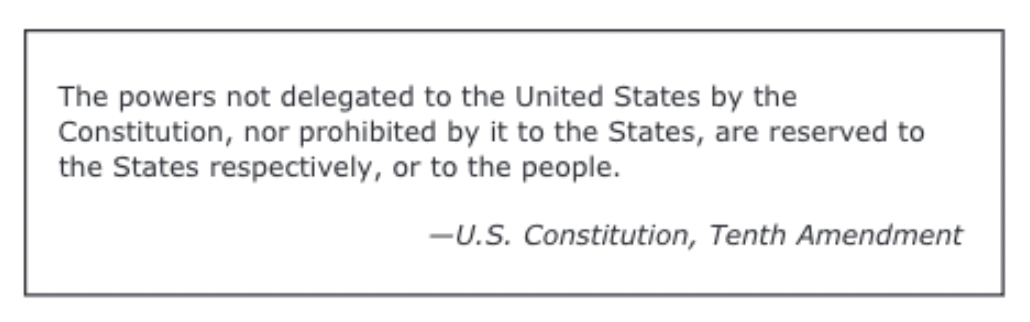 The powers not delegated to the United States by the
Constitution, nor prohibited by it to the States, are reserved to
the States respectively, or to the people.
—U.S. Constitution, Tenth Amendment